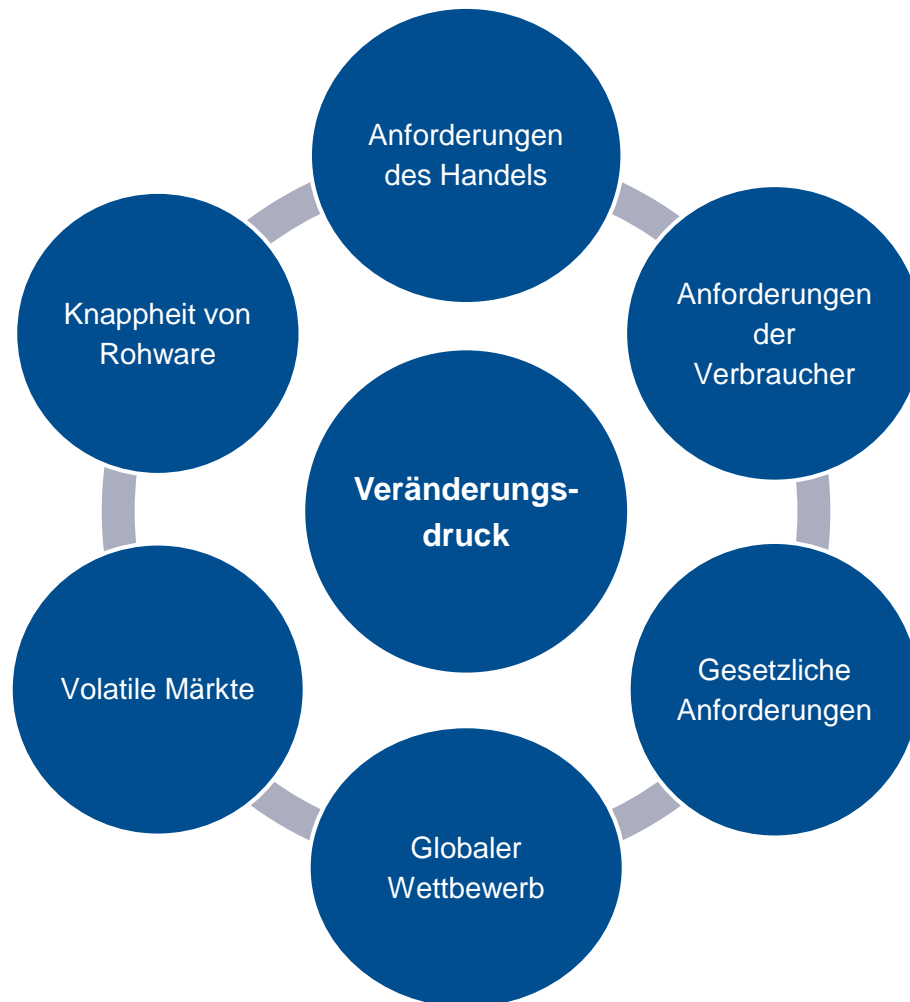 Anforderungen
des Handels
Anforderungen
der
Verbraucher
Gesetzliche
Anforderungen
Globaler
Wettbewerb
Volatile Märkte
Knappheit von
Rohware
Veränderungs-
druck